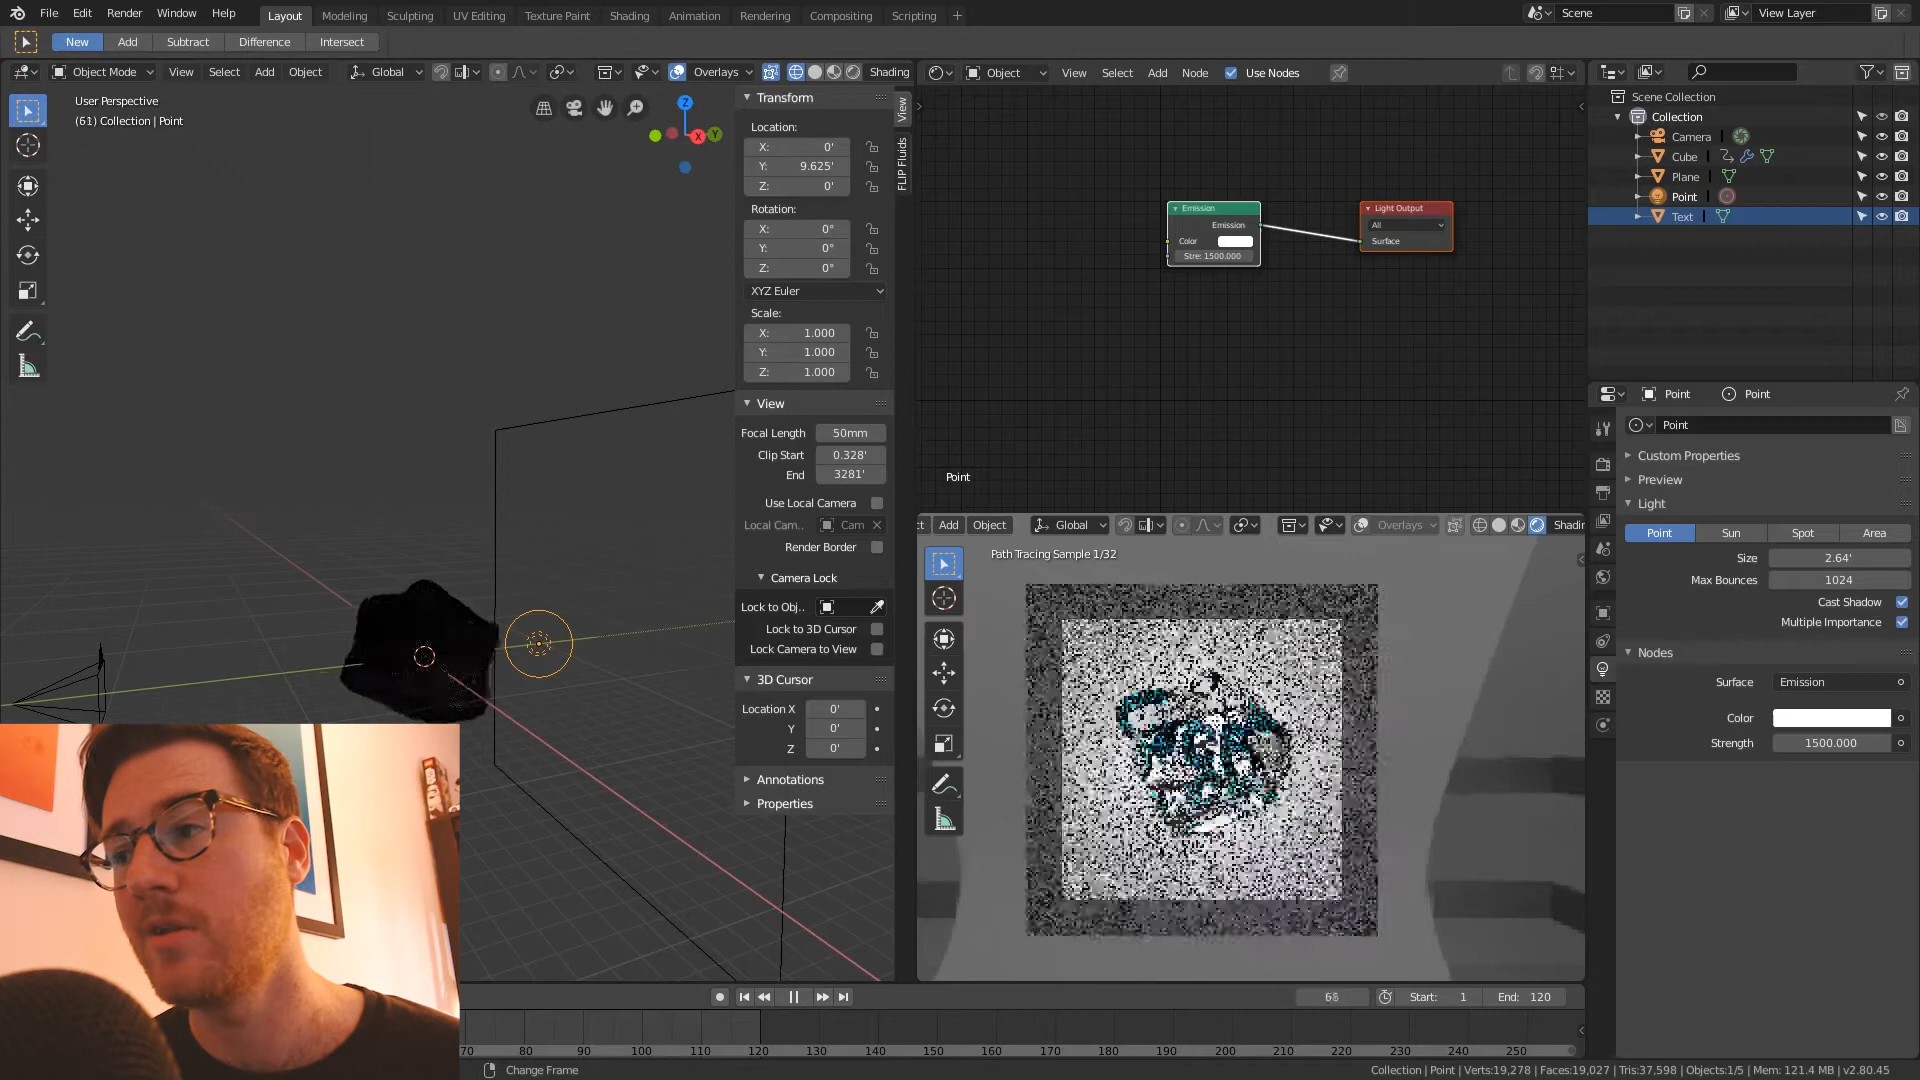 File Edit Render Window Help Layout Modeling Sculpting UV Editing Texture Paint Shading Animation Rendering Compositing Scripting + Scene View Layer
New Add Subtract Difference Intersect
Object Mode View Select Add Object Global Overlays Shading
Object View Select Add Node Use Nodes
User Perspective
(61) Collection | Point
Z
X
Y
Transform
Location:
X: 0'
Y: 9.625'
Z: 0'
Rotation:
X: 0°
Y: 0°
Z: 0°
XYZ Euler
Scale:
X: 1.000
Y: 1.000
Z: 1.000
View
Focal Length 50mm
Clip Start 0.328'
End 3281'
Use Local Camera
Local Cam.. Cam
Render Border
Camera Lock
Lock to Obj..
Lock to 3D Cursor
Lock Camera to View
3D Cursor
Location X 0'
Y 0'
Z 0'
Annotations
Properties
View
FLIP Fluids
Emission
Emission
Color
Stre: 1500.000
Light Output
All
Surface
Point
ct Add Object Global Overlays Shadin
Path Tracing Sample 1/32
Scene Collection
Collection
Camera
Cube
Plane
Point
Text
Point Point
Point
Custom Properties
Preview
Light
Point Sun Spot Area
Size 2.64'
Max Bounces 1024
Cast Shadow
Multiple Importance
Nodes
Surface Emission
Color
Strength 1500.000
Start: 1 End: 120
70 80 90 100 110 120 130 140 150 160 170 180 190 200 210 220 230 240 250
Change Frame
Collection | Point | Verts:19,278 | Faces:19,027 | Tris:37,598 | Objects:1/5 | Mem: 121.4 MB | v2.80.45